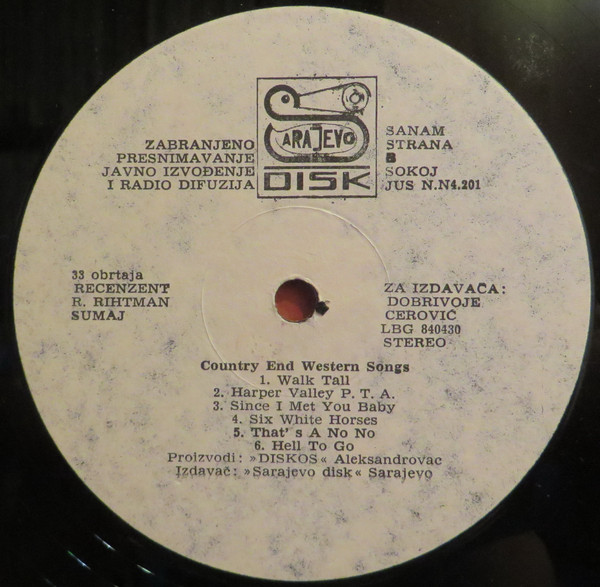 SARAJEVO
DISK
ZABRANJENO
PRESNIMAVANJE
JAVNO IZVOĐENJE
I RADIO DIFUZIJA
SANAM
STRANA
B
SOKOJ
JUS N.N4.201
33 obrtaja
RECENZENT
R. RIHTMAN
SUMAJ
ZA IZDAVAČA:
DOBRIVOJE
CEROVIĆ
LBG 840430
STEREO
Country End Western Songs
1. Walk Tall
2. Harper Valley P. T. A.
3. Since I Met You Baby
4. Six White Horses
5. That' s A No No
6. Hell To Go
Proizvodi: »DISKOS« Aleksandrovac
Izdavač: »Sarajevo disk« Sarajevo